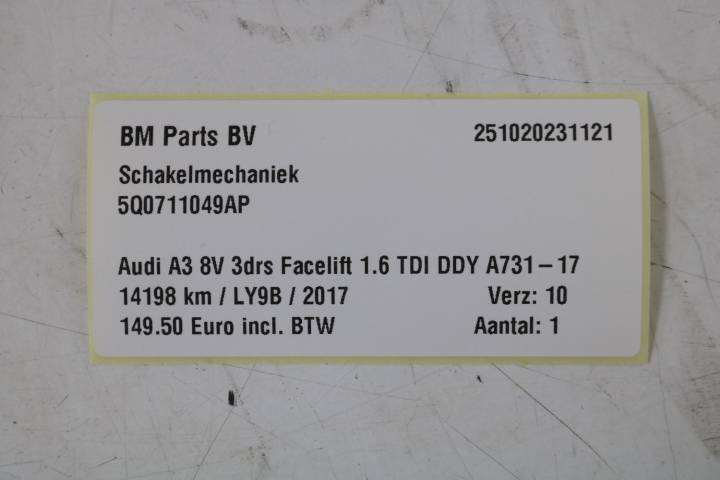 BM Parts BV 251020231121
Schakelmechaniek
5Q0711049AP
Audi A3 8V 3drs Facelift 1.6 TDI DDY A731-17
14198 km / LY9B / 2017 Verz: 10
149.50 Euro incl. BTW Aantal: 1